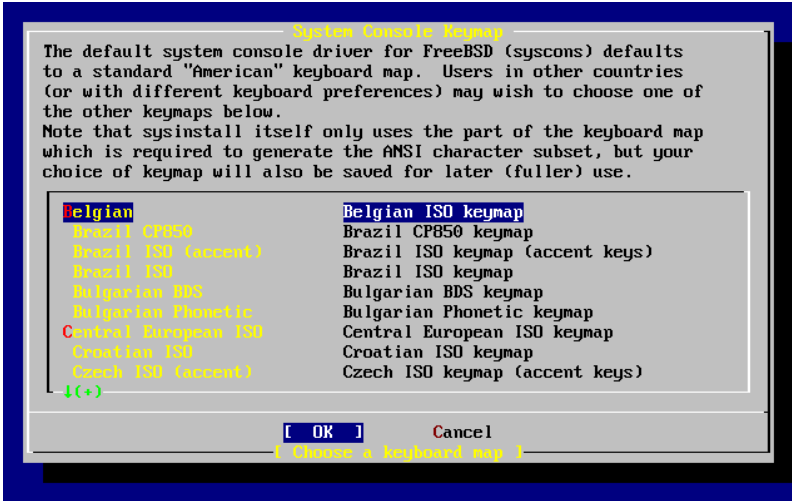 System Console Keymap
The default system console driver for FreeBSD (syscons) defaults
to a standard "American" keyboard map.  Users in other countries
(or with different keyboard preferences) may wish to choose one of
the other keymaps below.
Note that sysinstall itself only uses the part of the keyboard map
which is required to generate the ANSI character subset, but your
choice of keymap will also be saved for later (fuller) use.
Belgian Belgian ISO keymap
Brazil CP850 Brazil CP850 keymap
Brazil ISO (accent) Brazil ISO keymap (accent keys)
Brazil ISO Brazil ISO keymap
Bulgarian BDS Bulgarian BDS keymap
Bulgarian Phonetic Bulgarian Phonetic keymap
Central European ISO Central European ISO keymap
Croatian ISO Croatian ISO keymap
Czech ISO (accent) Czech ISO keymap (accent keys)
↓(+)
[ OK ] Cancel
[ Choose a keyboard map ]